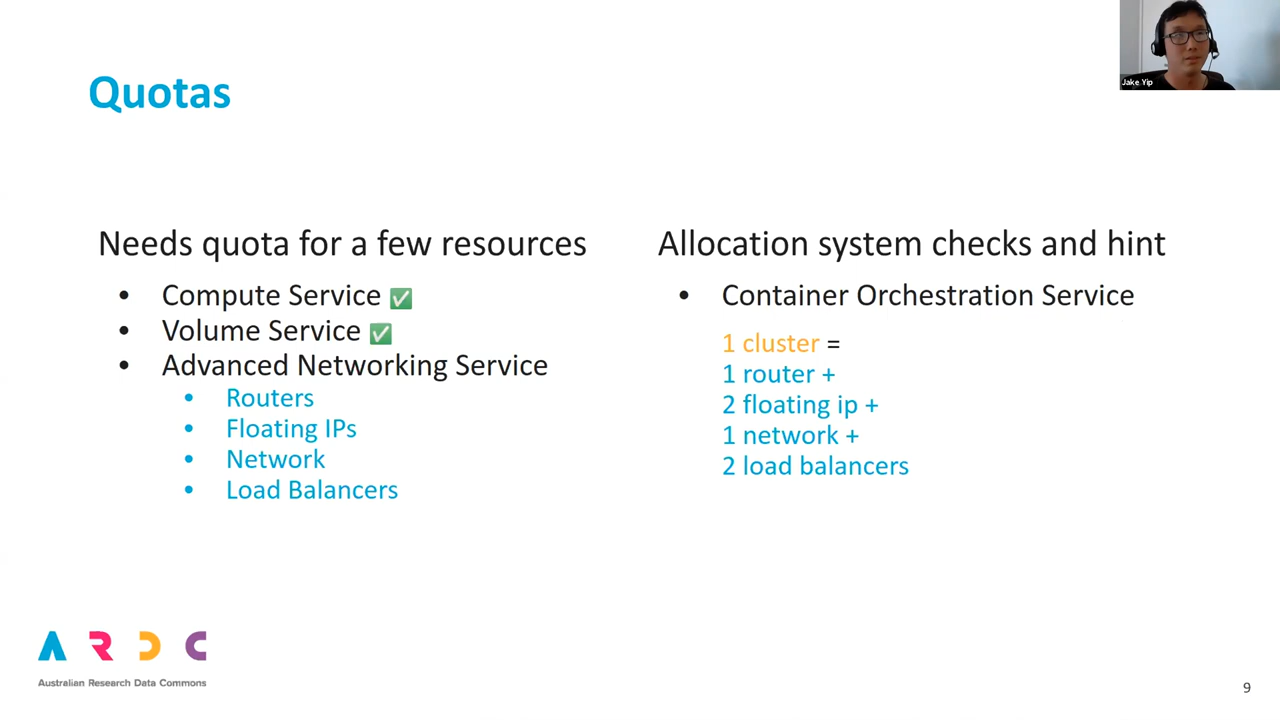 Jake Yip
Quotas
Needs quota for a few resources
• Compute Service ✅
• Volume Service ✅
• Advanced Networking Service
• Routers
• Floating IPs
• Network
• Load Balancers
Allocation system checks and hint
• Container Orchestration Service
1 cluster =
1 router +
2 floating ip +
1 network +
2 load balancers
A R D C
Australian Research Data Commons
9